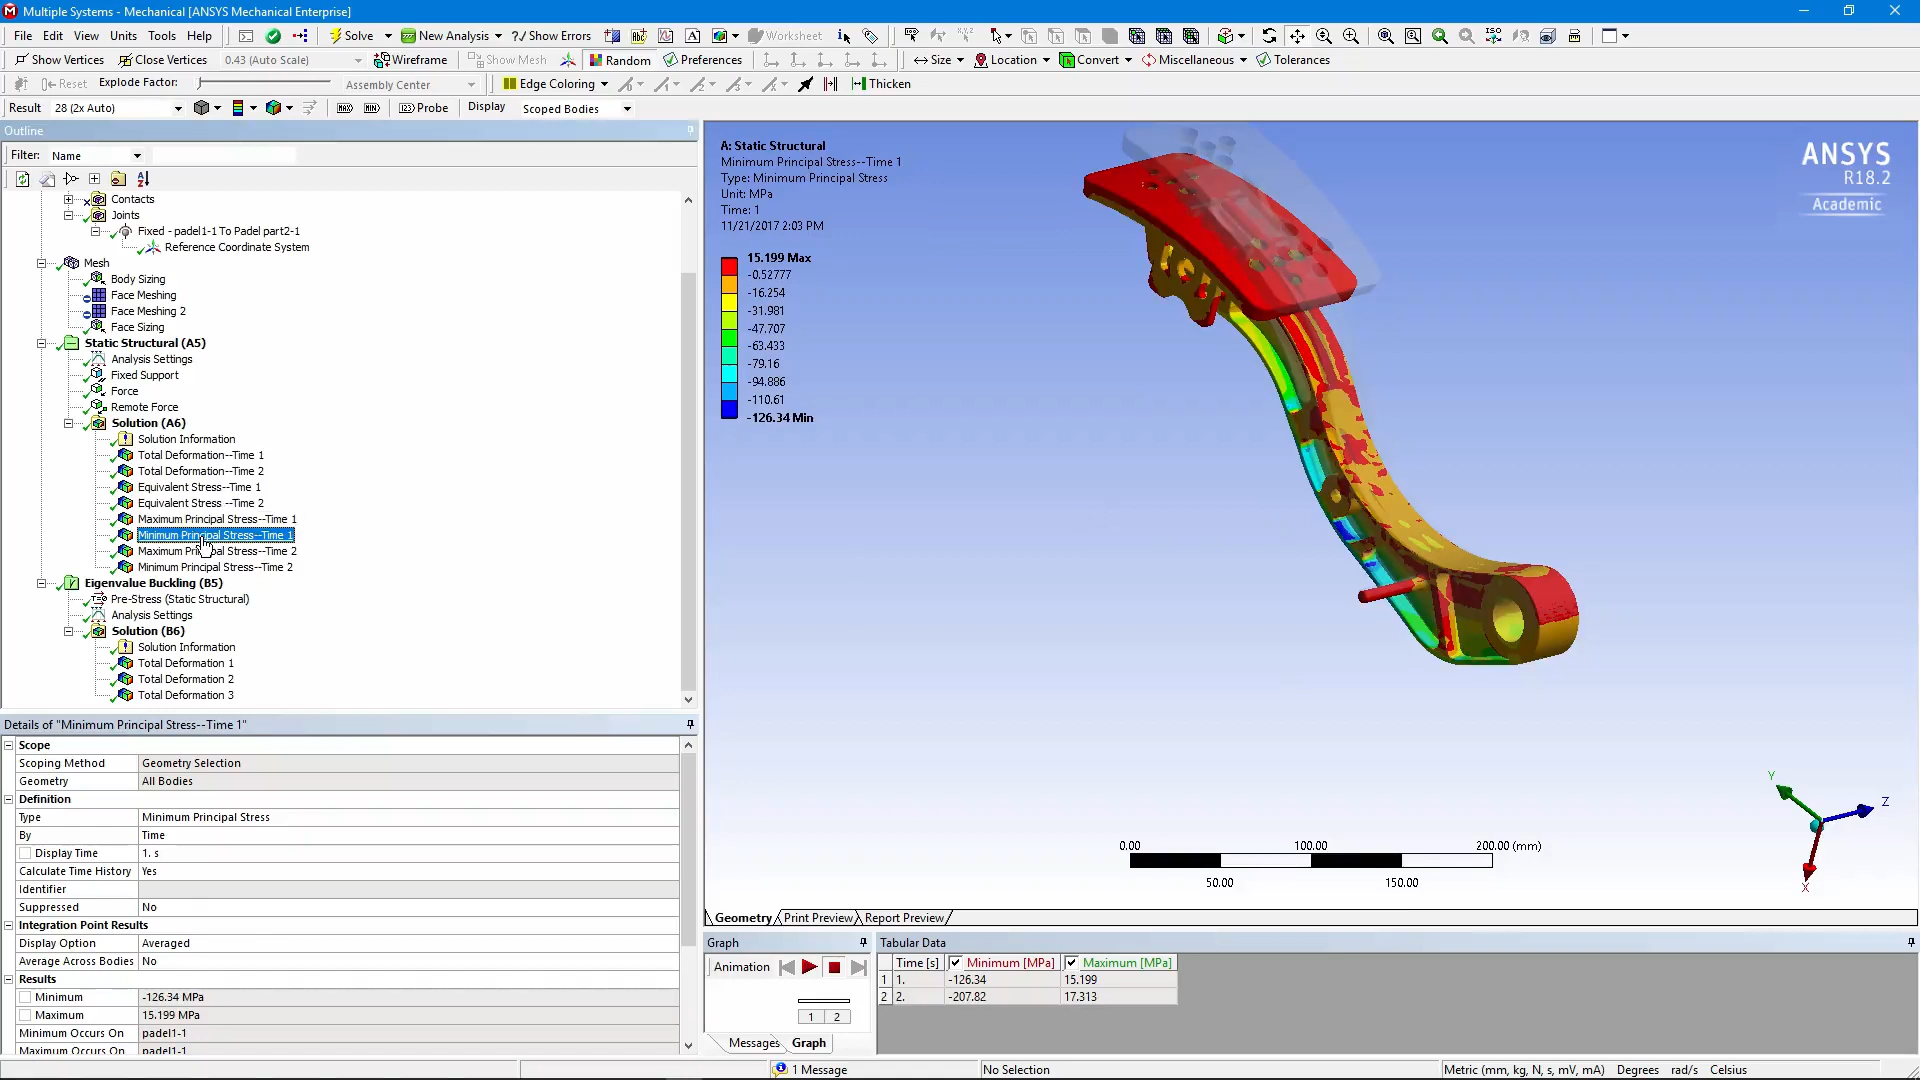 Multiple Systems - Mechanical [ANSYS Mechanical Enterprise]
File Edit View Units Tools Help Solve New Analysis ?/ Show Errors Worksheet
Show Vertices Close Vertices 0.43 (Auto Scale) Wireframe Show Mesh Random Preferences Size Location Convert Miscellaneous Tolerances
Reset Explode Factor: Assembly Center Edge Coloring Thicken
Result 28 (2x Auto) MAX MIN Probe Display Scoped Bodies
Outline
Filter: Name
Contacts
Joints
Fixed - padel1-1 To Padel part2-1
Reference Coordinate System
Mesh
Body Sizing
Face Meshing
Face Meshing 2
Face Sizing
Static Structural (A5)
Analysis Settings
Fixed Support
Force
Remote Force
Solution (A6)
Solution Information
Total Deformation--Time 1
Total Deformation--Time 2
Equivalent Stress--Time 1
Equivalent Stress --Time 2
Maximum Principal Stress--Time 1
Minimum Principal Stress--Time 1
Maximum Principal Stress--Time 2
Minimum Principal Stress--Time 2
Eigenvalue Buckling (B5)
Pre-Stress (Static Structural)
Analysis Settings
Solution (B6)
Solution Information
Total Deformation 1
Total Deformation 2
Total Deformation 3
Details of "Minimum Principal Stress--Time 1"
Scope
Scoping Method Geometry Selection
Geometry All Bodies
Definition
Type Minimum Principal Stress
By Time
Display Time 1. s
Calculate Time History Yes
Identifier
Suppressed No
Integration Point Results
Display Option Averaged
Average Across Bodies No
Results
Minimum -126.34 MPa
Maximum 15.199 MPa
Minimum Occurs On padel1-1
Maximum Occurs On padel1-1
A: Static Structural
Minimum Principal Stress--Time 1
Type: Minimum Principal Stress
Unit: MPa
Time: 1
11/21/2017 2:03 PM
15.199 Max
-0.52777
-16.254
-31.981
-47.707
-63.433
-79.16
-94.886
-110.61
-126.34 Min
ANSYS
R18.2
Academic
Y
Z
X
0.00 100.00 200.00 (mm)
50.00 150.00
Geometry Print Preview Report Preview
Graph
Animation
1 2
Messages Graph
Tabular Data
Time [s] Minimum [MPa] Maximum [MPa]
1 1. -126.34 15.199
2 2. -207.82 17.313
1 Message No Selection Metric (mm, kg, N, s, mV, mA) Degrees rad/s Celsius